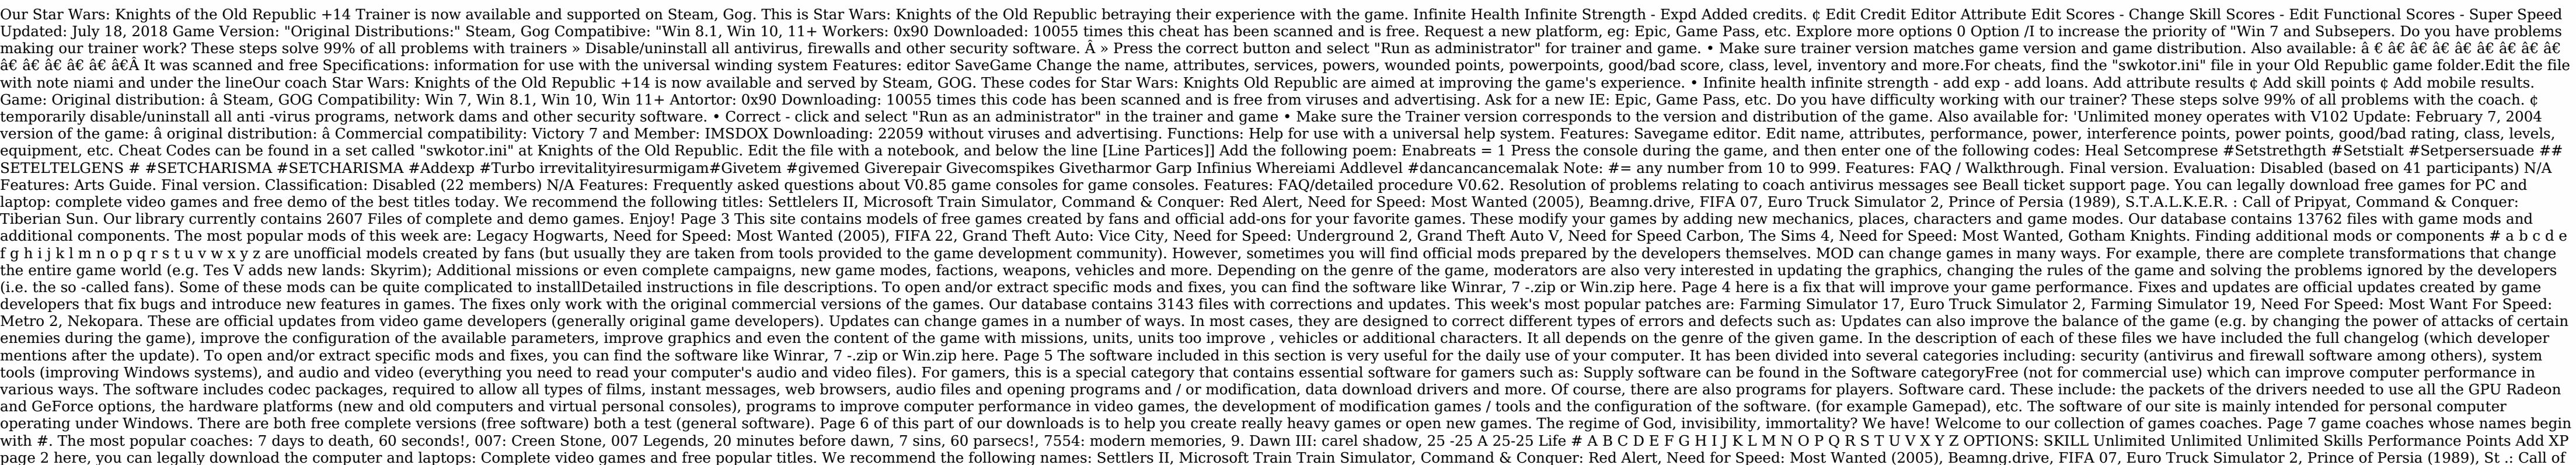 Our Star Wars: Knights of the Old Republic +14 Trainer is now available and supported on Steam, Gog. This is Star Wars: Knights of the Old Republic betraying their experience with the game. Infinite Health Infinite Strength - Expd Added credits. ¢ Edit Credit Editor Attribute Edit Scores - Change Skill Scores - Edit Functional Scores - Super Speed
Updated: July 18, 2018 Game Version: "Original Distributions:" Steam, Gog Compatibive: "Win 8.1, Win 10, 11+ Workers: 0x90 Downloaded: 10055 times this cheat has been scanned and is free. Request a new platform, eg: Epic, Game Pass, etc. Explore more options 0 Option /I to increase the priority of "Win 7 and Subsepers. Do you have problems
making our trainer work? These steps solve 99% of all problems with trainers » Disable/uninstall all antivirus, firewalls and other security software. Â » Press the correct button and select "Run as administrator" for trainer and game. • Make sure trainer version matches game version and game distribution. Also available: â € â€ â€ â€ â€ â€ â€ â€ â€ â€
â€ â€ â€ â€ â€ â€Â It was scanned and free Specifications: information for use with the universal winding system Features: editor SaveGame Change the name, attributes, services, powers, wounded points, powerpoints, good/bad score, class, level, inventory and more.For cheats, find the "swkotor.ini" file in your Old Republic game folder.Edit the file
with note niami and under the lineOur coach Star Wars: Knights of the Old Republic +14 is now available and served by Steam, GOG. These codes for Star Wars: Knights Old Republic are aimed at improving the game's experience. • Infinite health infinite strength - add exp - add loans. Add attribute results ¢ Add skill points ¢ Add mobile results.
Game: Original distribution: â Steam, GOG Compatibility: Win 7, Win 8.1, Win 10, Win 11+ Antortor: 0x90 Downloading: 10055 times this code has been scanned and is free from viruses and advertising. Ask for a new IE: Epic, Game Pass, etc. Do you have difficulty working with our trainer? These steps solve 99% of all problems with the coach. ¢
temporarily disable/uninstall all anti -virus programs, network dams and other security software. • Correct - click and select "Run as an administrator" in the trainer and game • Make sure the Trainer version corresponds to the version and distribution of the game. Also available for: 'Unlimited money operates with V102 Update: February 7, 2004
version of the game: â original distribution: â Commercial compatibility: Victory 7 and Member: IMSDOX Downloading: 22059 without viruses and advertising. Functions: Help for use with a universal help system. Features: Savegame editor. Edit name, attributes, performance, power, interference points, power points, good/bad rating, class, levels,
equipment, etc. Cheat Codes can be found in a set called "swkotor.ini" at Knights of the Old Republic. Edit the file with a notebook, and below the line [Line Partices]] Add the following poem: Enabreats = 1 Press the console during the game, and then enter one of the following codes: Heal Setcomprese #Setstrethgth #Setstialt #Setpersersuade ##
SETELTELGENS # #SETCHARISMA #SETCHARISMA #Addexp #Turbo irrevitalityiresurmigam#Givetem #givemed Giverepair Givecomspikes Givetharmor Garp Infinius Whereiami Addlevel #dancancancemalak Note: #= any number from 10 to 999. Features: FAQ / Walkthrough. Final version. Evaluation: Disabled (based on 41 participants) N/A
Features: Arts Guide. Final version. Classification: Disabled (22 members) N/A Features: Frequently asked questions about V0.85 game consoles for game consoles. Features: FAQ/detailed procedure V0.62. Resolution of problems relating to coach antivirus messages see Beall ticket support page. You can legally download free games for PC and
laptop: complete video games and free demo of the best titles today. We recommend the following titles: Settlelers II, Microsoft Train Simulator, Command & Conquer: Red Alert, Need for Speed: Most Wanted (2005), Beamng.drive, FIFA 07, Euro Truck Simulator 2, Prince of Persia (1989), S.T.A.L.K.E.R. : Call of Pripyat, Command & Conquer:
Tiberian Sun. Our library currently contains 2607 Files of complete and demo games. Enjoy! Page 3 This site contains models of free games created by fans and official add-ons for your favorite games. These modify your games by adding new mechanics, places, characters and game modes. Our database contains 13762 files with game mods and
additional components. The most popular mods of this week are: Legacy Hogwarts, Need for Speed: Most Wanted (2005), FIFA 22, Grand Theft Auto: Vice City, Need for Speed: Underground 2, Grand Theft Auto V, Need for Speed Carbon, The Sims 4, Need for Speed: Most Wanted, Gotham Knights. Finding additional mods or components # a b c d e
f g h i j k l m n o p q r s t u v w x y z are unofficial models created by fans (but usually they are taken from tools provided to the game development community). However, sometimes you will find official mods prepared by the developers themselves. MOD can change games in many ways. For example, there are complete transformations that change
the entire game world (e.g. Tes V adds new lands: Skyrim); Additional missions or even complete campaigns, new game modes, factions, weapons, vehicles and more. Depending on the genre of the game, moderators are also very interested in updating the graphics, changing the rules of the game and solving the problems ignored by the developers
(i.e. the so -called fans). Some of these mods can be quite complicated to installDetailed instructions in file descriptions. To open and/or extract specific mods and fixes, you can find the software like Winrar, 7 -.zip or Win.zip here. Page 4 here is a fix that will improve your game performance. Fixes and updates are official updates created by game
developers that fix bugs and introduce new features in games. The fixes only work with the original commercial versions of the games. Our database contains 3143 files with corrections and updates. This week's most popular patches are: Farming Simulator 17, Euro Truck Simulator 2, Farming Simulator 19, Need For Speed: Most Want For Speed:
Metro 2, Nekopara. These are official updates from video game developers (generally original game developers). Updates can change games in a number of ways. In most cases, they are designed to correct different types of errors and defects such as: Updates can also improve the balance of the game (e.g. by changing the power of attacks of certain
enemies during the game), improve the configuration of the available parameters, improve graphics and even the content of the game with missions, units, units too improve , vehicles or additional characters. It all depends on the genre of the given game. In the description of each of these files we have included the full changelog (which developer
mentions after the update). To open and/or extract specific mods and fixes, you can find the software like Winrar, 7 -.zip or Win.zip here. Page 5 The software included in this section is very useful for the daily use of your computer. It has been divided into several categories including: security (antivirus and firewall software among others), system
tools (improving Windows systems), and audio and video (everything you need to read your computer's audio and video files). For gamers, this is a special category that contains essential software for gamers such as: Supply software can be found in the Software categoryFree (not for commercial use) which can improve computer performance in
various ways. The software includes codec packages, required to allow all types of films, instant messages, web browsers, audio files and opening programs and / or modification, data download drivers and more. Of course, there are also programs for players. Software card. These include: the packets of the drivers needed to use all the GPU Radeon
and GeForce options, the hardware platforms (new and old computers and virtual personal consoles), programs to improve computer performance in video games, the development of modification games / tools and the configuration of the software. (for example Gamepad), etc. The software of our site is mainly intended for personal computer
operating under Windows. There are both free complete versions (free software) both a test (general software). Page 6 of this part of our downloads is to help you create really heavy games or open new games. The regime of God, invisibility, immortality? We have! Welcome to our collection of games coaches. Page 7 game coaches whose names begin
with #. The most popular coaches: 7 days to death, 60 seconds!, 007: Creen Stone, 007 Legends, 20 minutes before dawn, 7 sins, 60 parsecs!, 7554: modern memories, 9. Dawn III: carel shadow, 25 -25 A 25-25 Life # A B C D E F G H I J K L M N O P Q R S T U V X Y Z OPTIONS: SKILL Unlimited Unlimited Unlimited Skills Performance Points Add XP
page 2 here, you can legally download the computer and laptops: Complete video games and free popular titles. We recommend the following names: Settlers II, Microsoft Train Train Simulator, Command & Conquer: Red Alert, Need for Speed: Most Wanted (2005), Beamng.drive, FIFA 07, Euro Truck Simulator 2, Prince of Persia (1989), St .: Call of